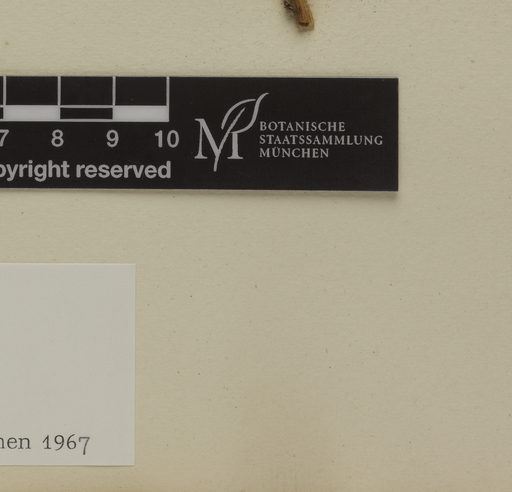 7 8 9 10
pyright reserved
BOTANISCHE
STAATSSAMMLUNG
MÜNCHEN
hen 1967